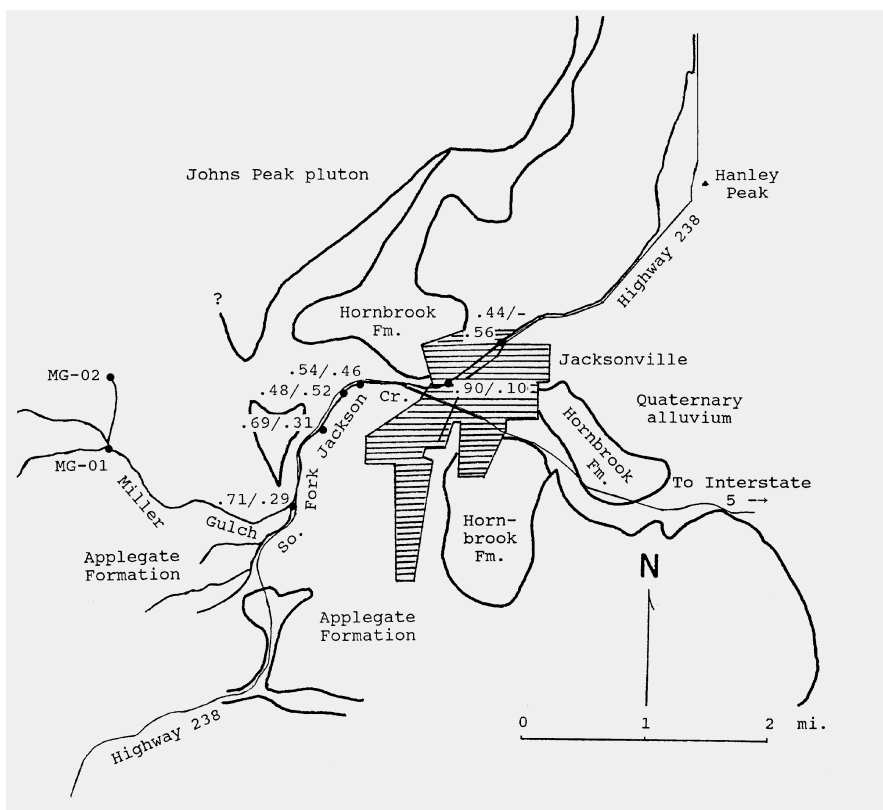 Johns Peak pluton
Hanley
Peak
Highway 238
?
Hornbrook
Fm.
.44/-
.56
Jacksonville
MG-02
.54/.46
.48/.52
Cr.
.90/.10
Quaternary
alluvium
.69/.31
Jackson
Hornbrook
Fm.
MG-01
To Interstate
5 -→
Miller
Gulch
.71/.29
Fork
So.
Horn-
brook
Fm.
Applegate
Formation
N
Applegate
Formation
Highway 238
0 1 2 mi.